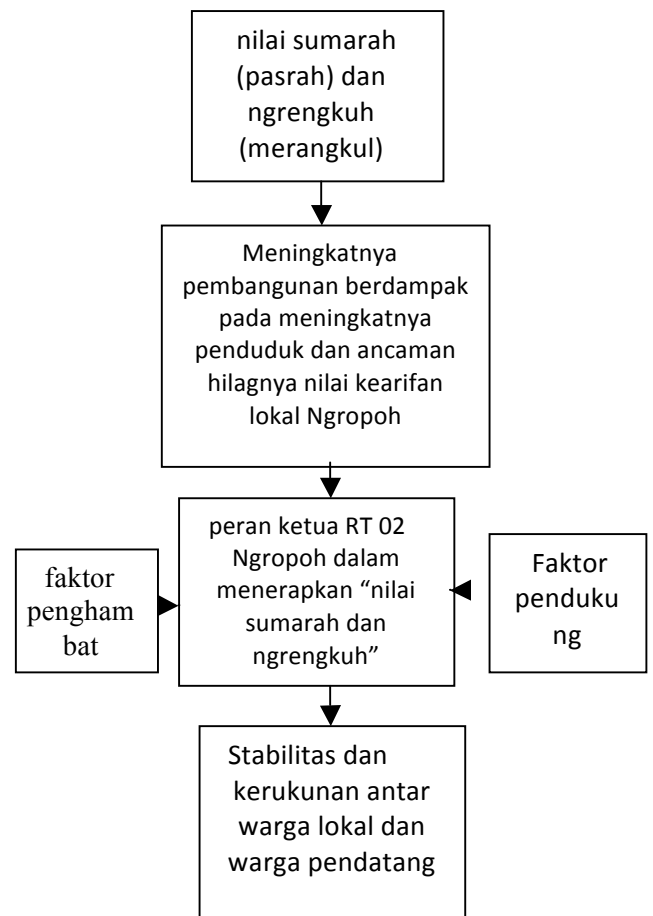 nilai sumarah
(pasrah) dan
ngrengkuh
(merangkul)
Meningkatnya
pembangunan berdampak
pada meningkatnya
penduduk dan ancaman
hilagnya nilai kearifan
lokal Ngropoh
faktor
pengham
bat
peran ketua RT 02
Ngropoh dalam
menerapkan “nilai
sumarah dan
ngrengkuh”
Faktor
penduku
ng
Stabilitas dan
kerukunan antar
warga lokal dan
warga pendatang